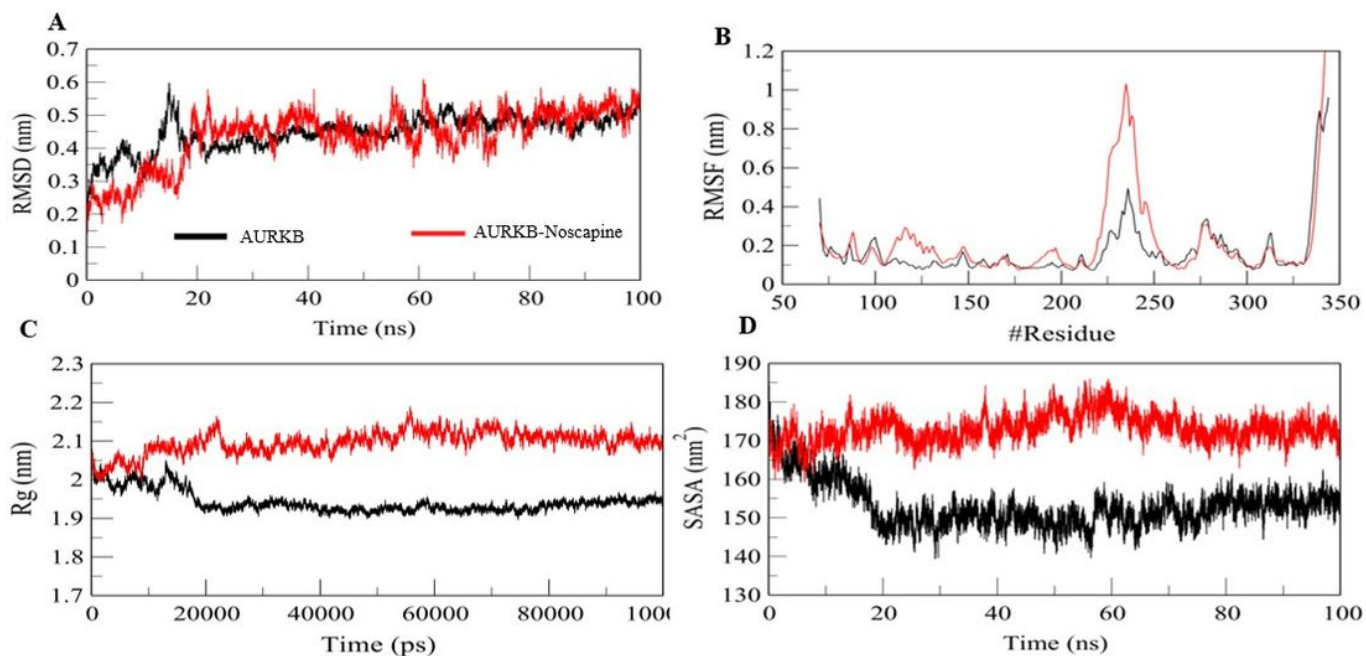 A
0.7
0.6
0.5
0.4
0.3
0.2
0.1
0
RMSD (nm)
AURKB
AURKB-Noscapine
0 20 40 60 80 100
Time (ns)
B
1.2
1
0.8
0.6
0.4
0.2
0
RMSF (nm)
50 100 150 200 250 300 350
#Residue
C
2.3
2.2
2.1
2
1.9
1.8
1.7
Rg (nm)
0 20000 40000 60000 80000 1000
Time (ps)
D
190
180
170
160
150
140
130
SASA (nm²)
0 20 40 60 80 100
Time (ns)